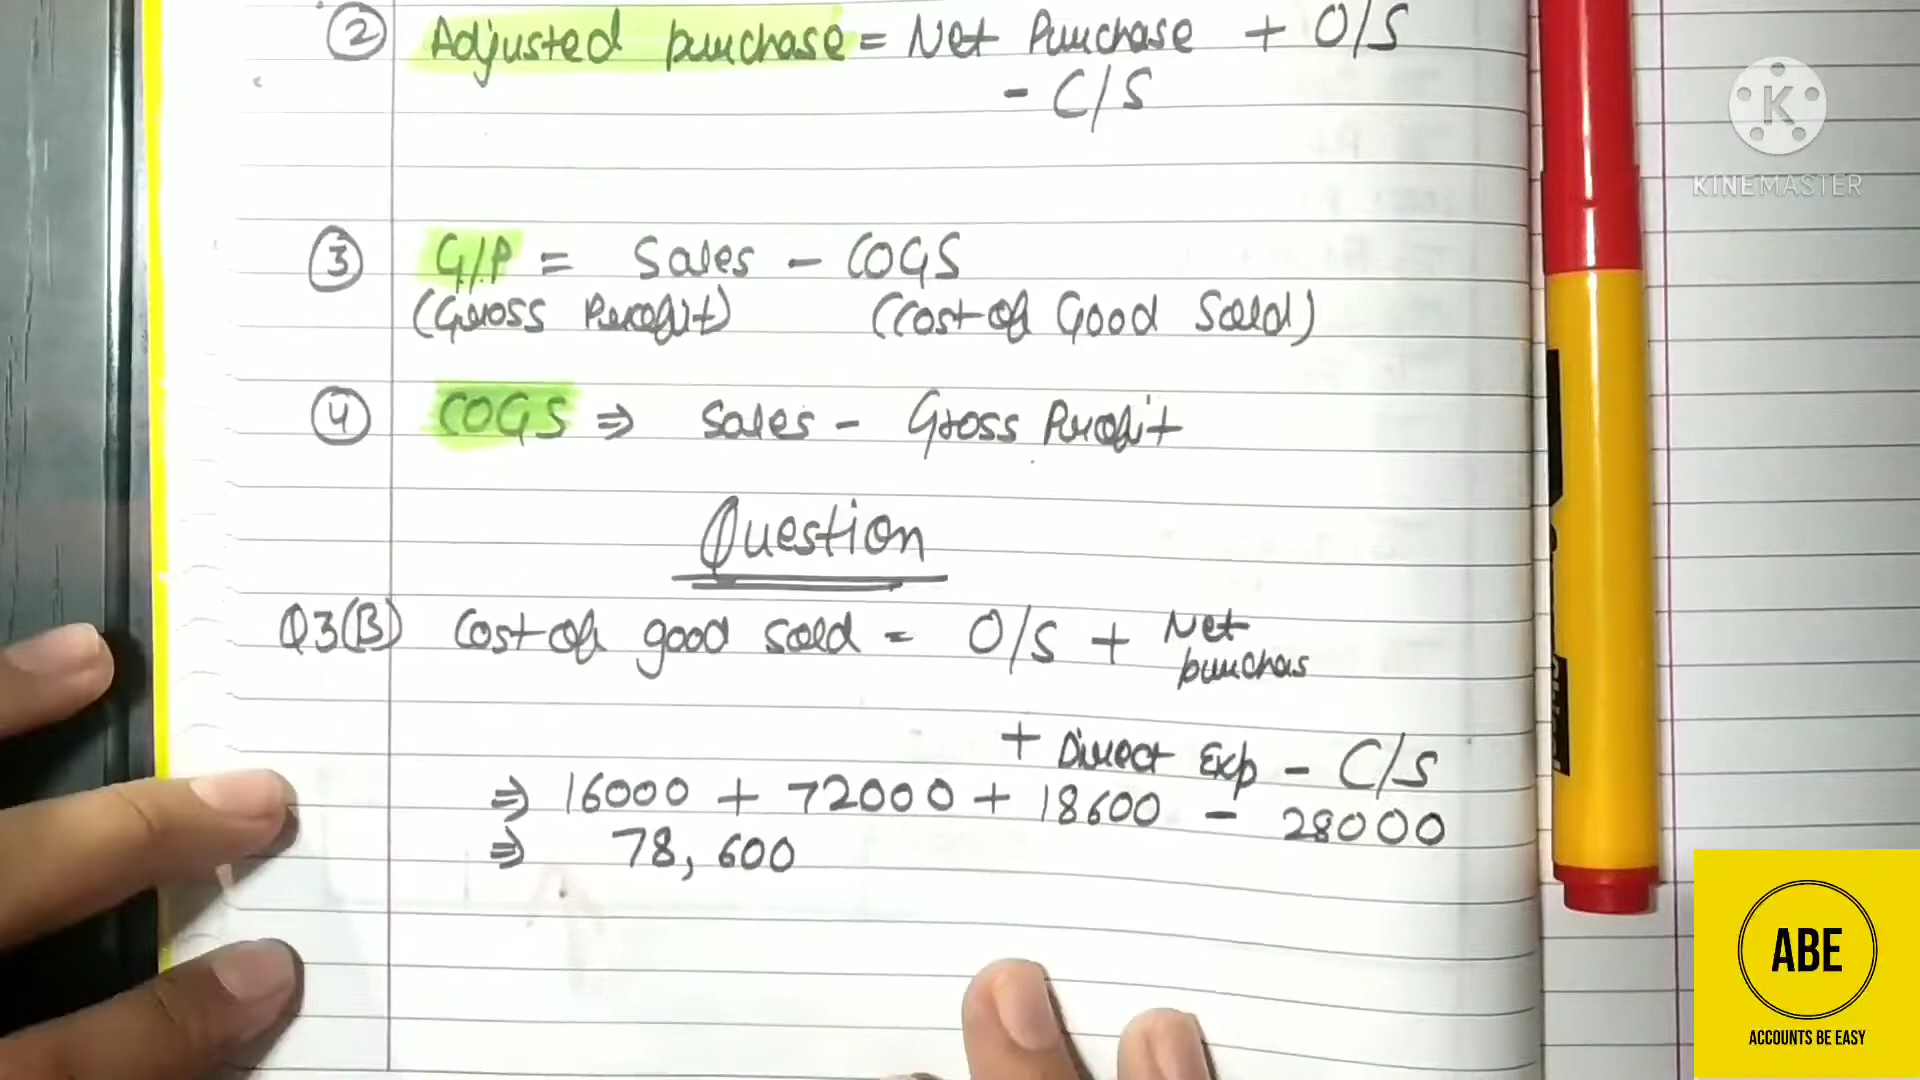 ② Adjusted purchase = Net Purchase + O/S
- C/S
③ G/P = Sales - COGS
(Gross Profit) (Cost of Good Sold)
④ COGS ⇒ Sales - Gross Profit
Question
Q3(B) Cost of good sold = O/S + Net
purchas
+ Direct Exp - C/S
⇒ 16000 + 72000 + 18600 - 28000
⇒ 78,600
K
KINEMASTER
ABE
ACCOUNTS BE EASY